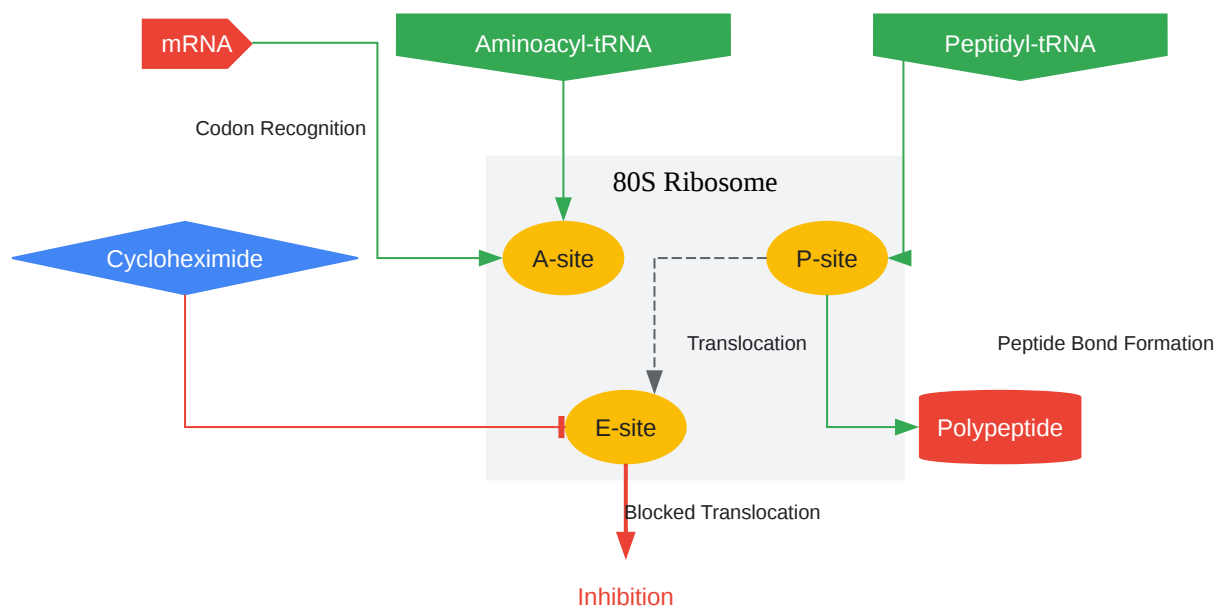 mRNA
Aminoacyl-tRNA
Peptidyl-tRNA
Codon Recognition
80S Ribosome
Cycloheximide
A-site
P-site
Translocation
Peptide Bond Formation
E-site
Polypeptide
Blocked Translocation
Inhibition